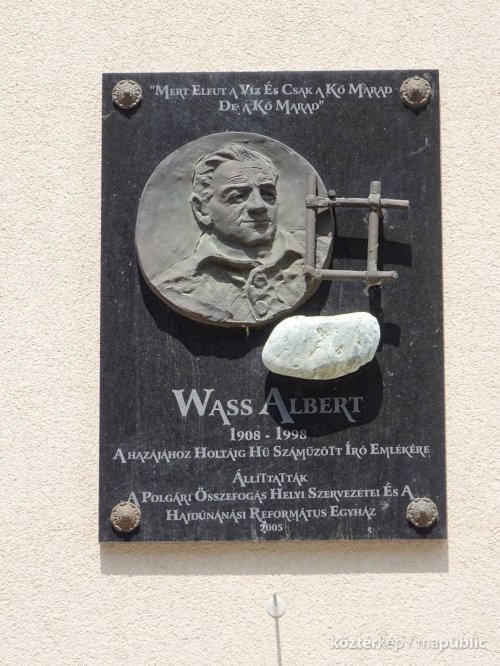 "Mert Elfut a Víz És Csak a Kő Marad
De a Kő Marad"
Wass Albert
1908 - 1998
A hazájához Holtáig Hű Száműzött Író Emlékére
Állíttatták
A Polgári Összefogás Helyi Szervezetei És A
Hajdúnánási Református Egyház
2005
köztérkép / mapublic